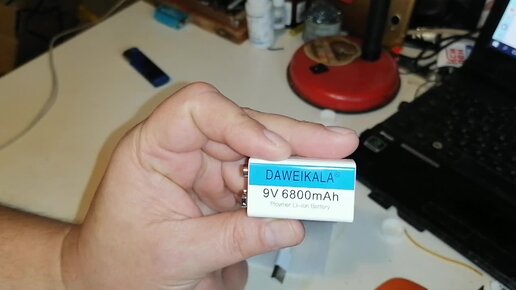 DAWEIKALA®
9V 6800mAh
Polymer Li-ion Battery